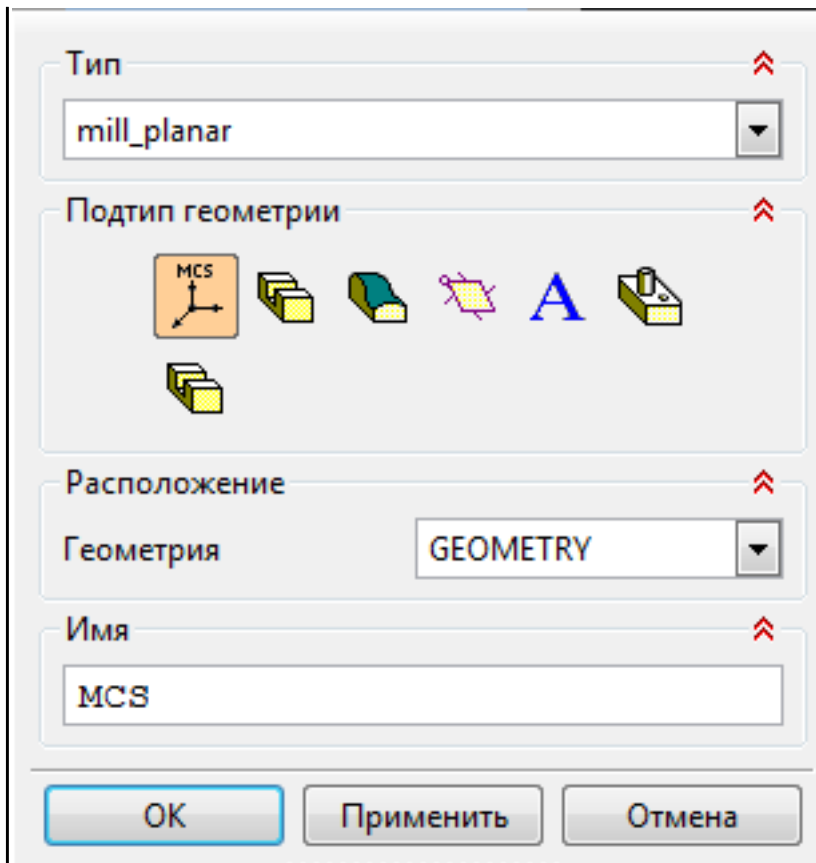 Тип
mill_planar
Подтип геометрии
MCS
A
Расположение
Геометрия GEOMETRY
Имя
MCS
OK Применить Отмена